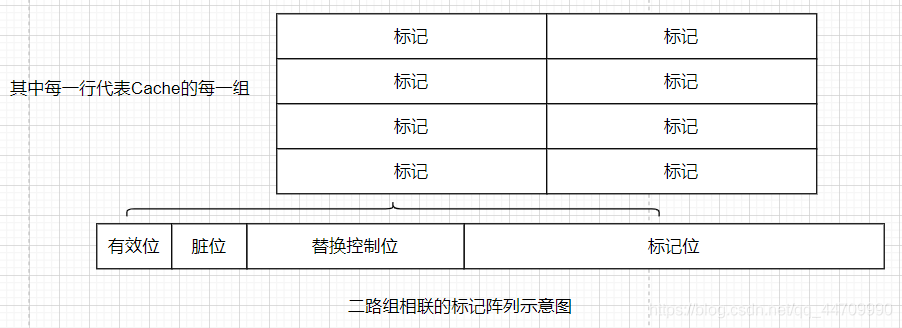 标记 标记
其中每一行代表Cache的每一组
标记 标记
标记 标记
标记 标记
有效位 脏位 替换控制位 标记位
二路组相联的标记阵列示意图
https://blog.csdn.net/qq_44709990